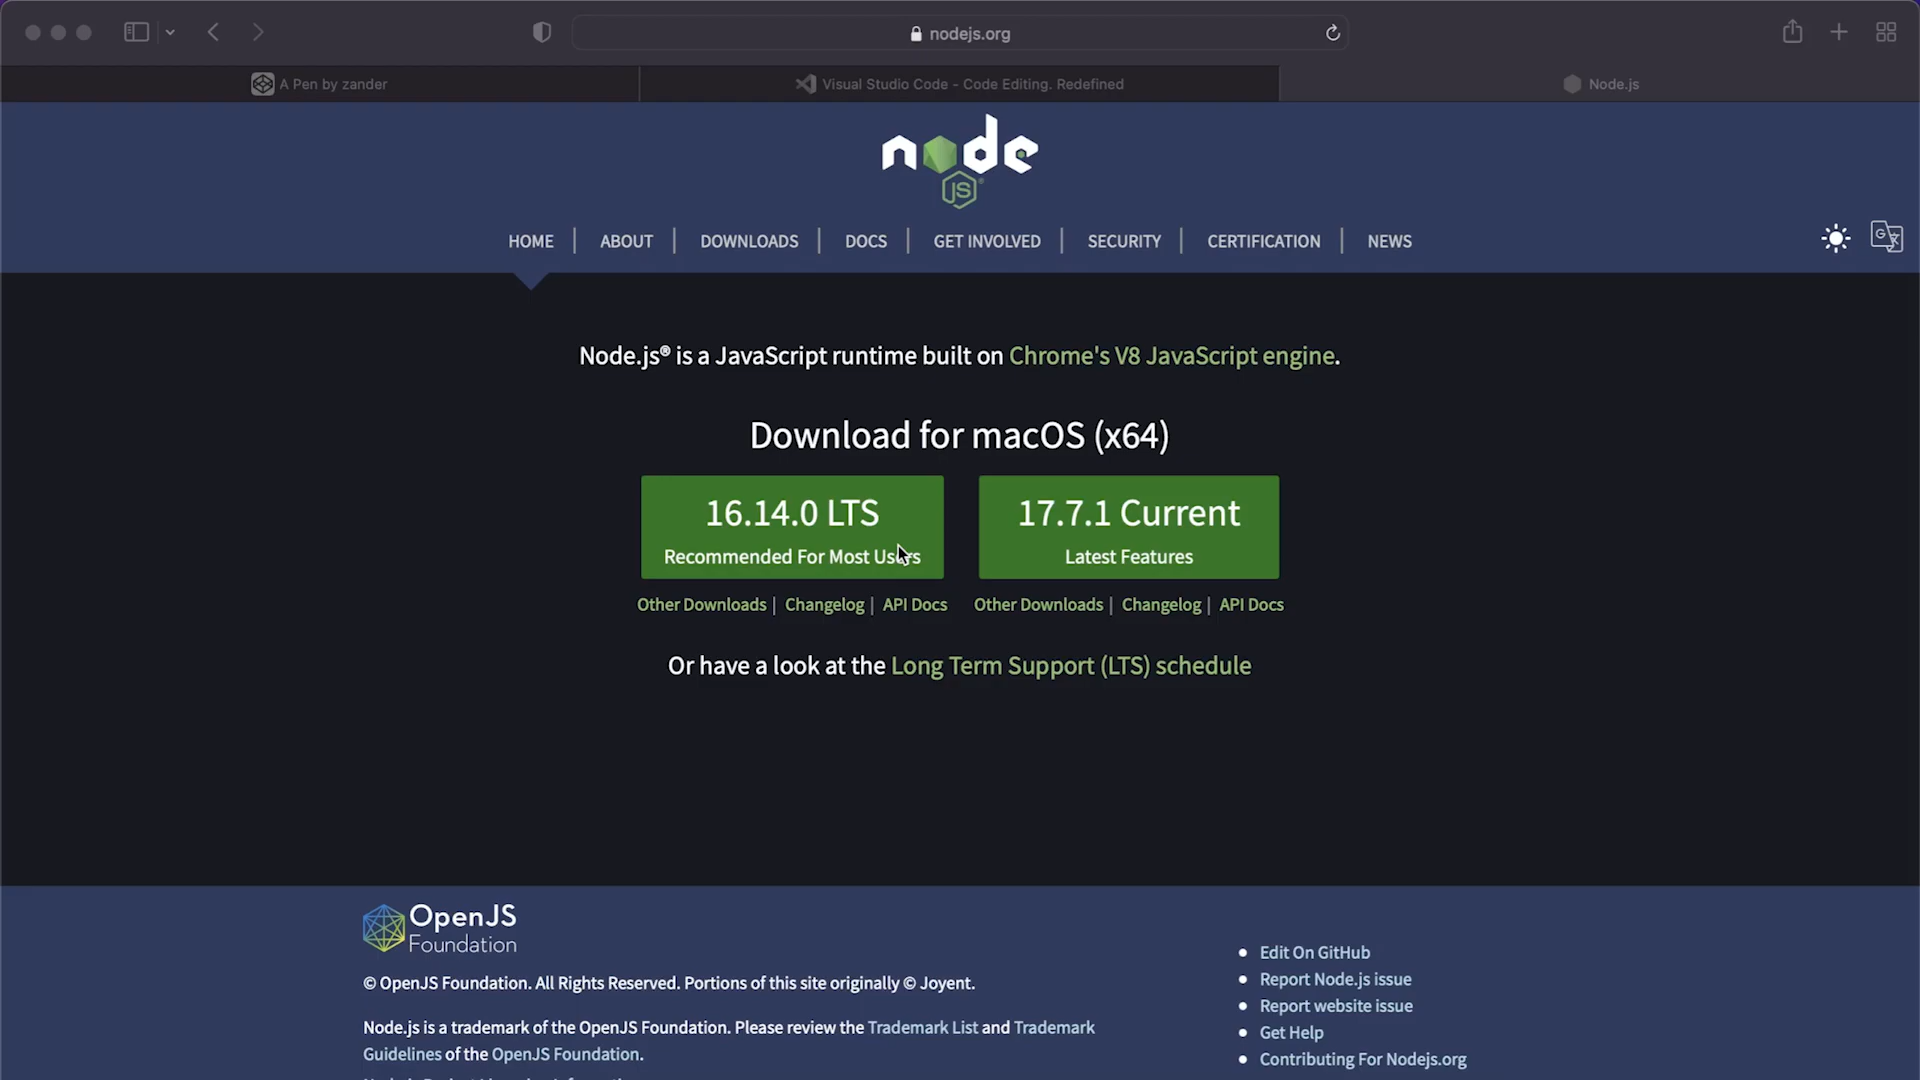 nodejs.org
A Pen by zander
Visual Studio Code - Code Editing. Redefined
Node.js
node
JS
HOME | ABOUT | DOWNLOADS | DOCS | GET INVOLVED | SECURITY | CERTIFICATION | NEWS
Node.js® is a JavaScript runtime built on Chrome's V8 JavaScript engine.
Download for macOS (x64)
16.14.0 LTS
Recommended For Most Users
17.7.1 Current
Latest Features
Other Downloads | Changelog | API Docs
Other Downloads | Changelog | API Docs
Or have a look at the Long Term Support (LTS) schedule
OpenJS
Foundation
© OpenJS Foundation. All Rights Reserved. Portions of this site originally © Joyent.
Node.js is a trademark of the OpenJS Foundation. Please review the Trademark List and Trademark
Guidelines of the OpenJS Foundation.
Edit On GitHub
Report Node.js issue
Report website issue
Get Help
Contributing For Nodejs.org